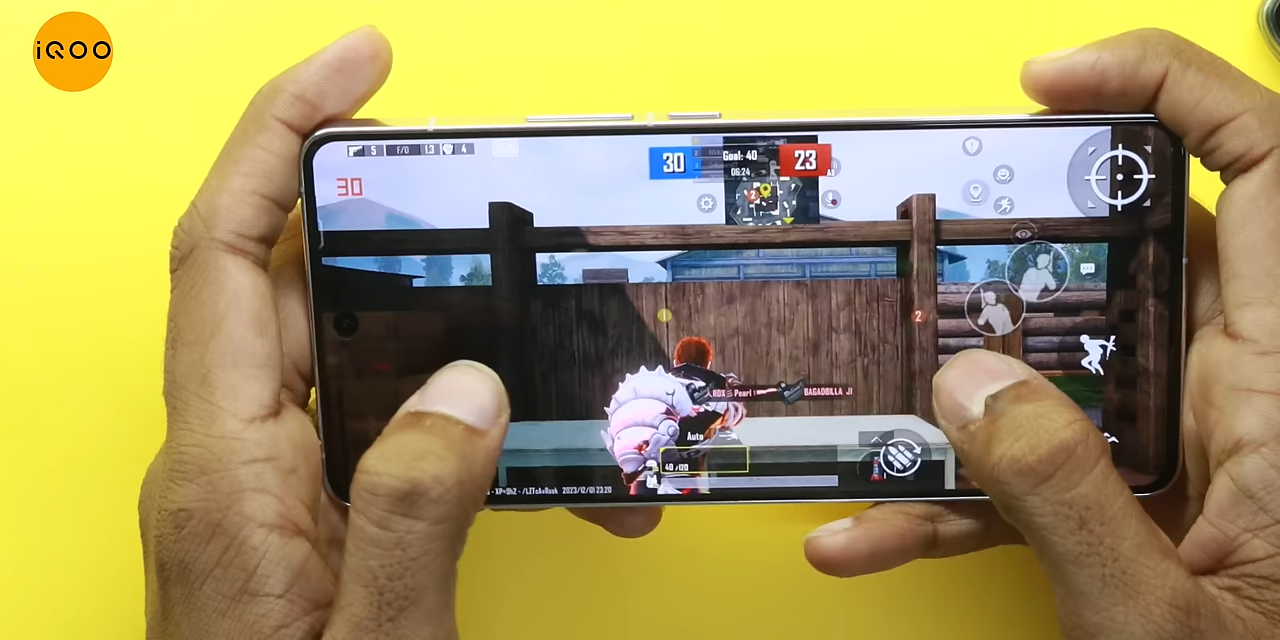 iQOO
5 F/D 1.3 4
30
30
Goal: 40
23
06:24
2
2
Pearl
BAGADBILLA JI
Auto
40 /120
2023/12/01 23:20